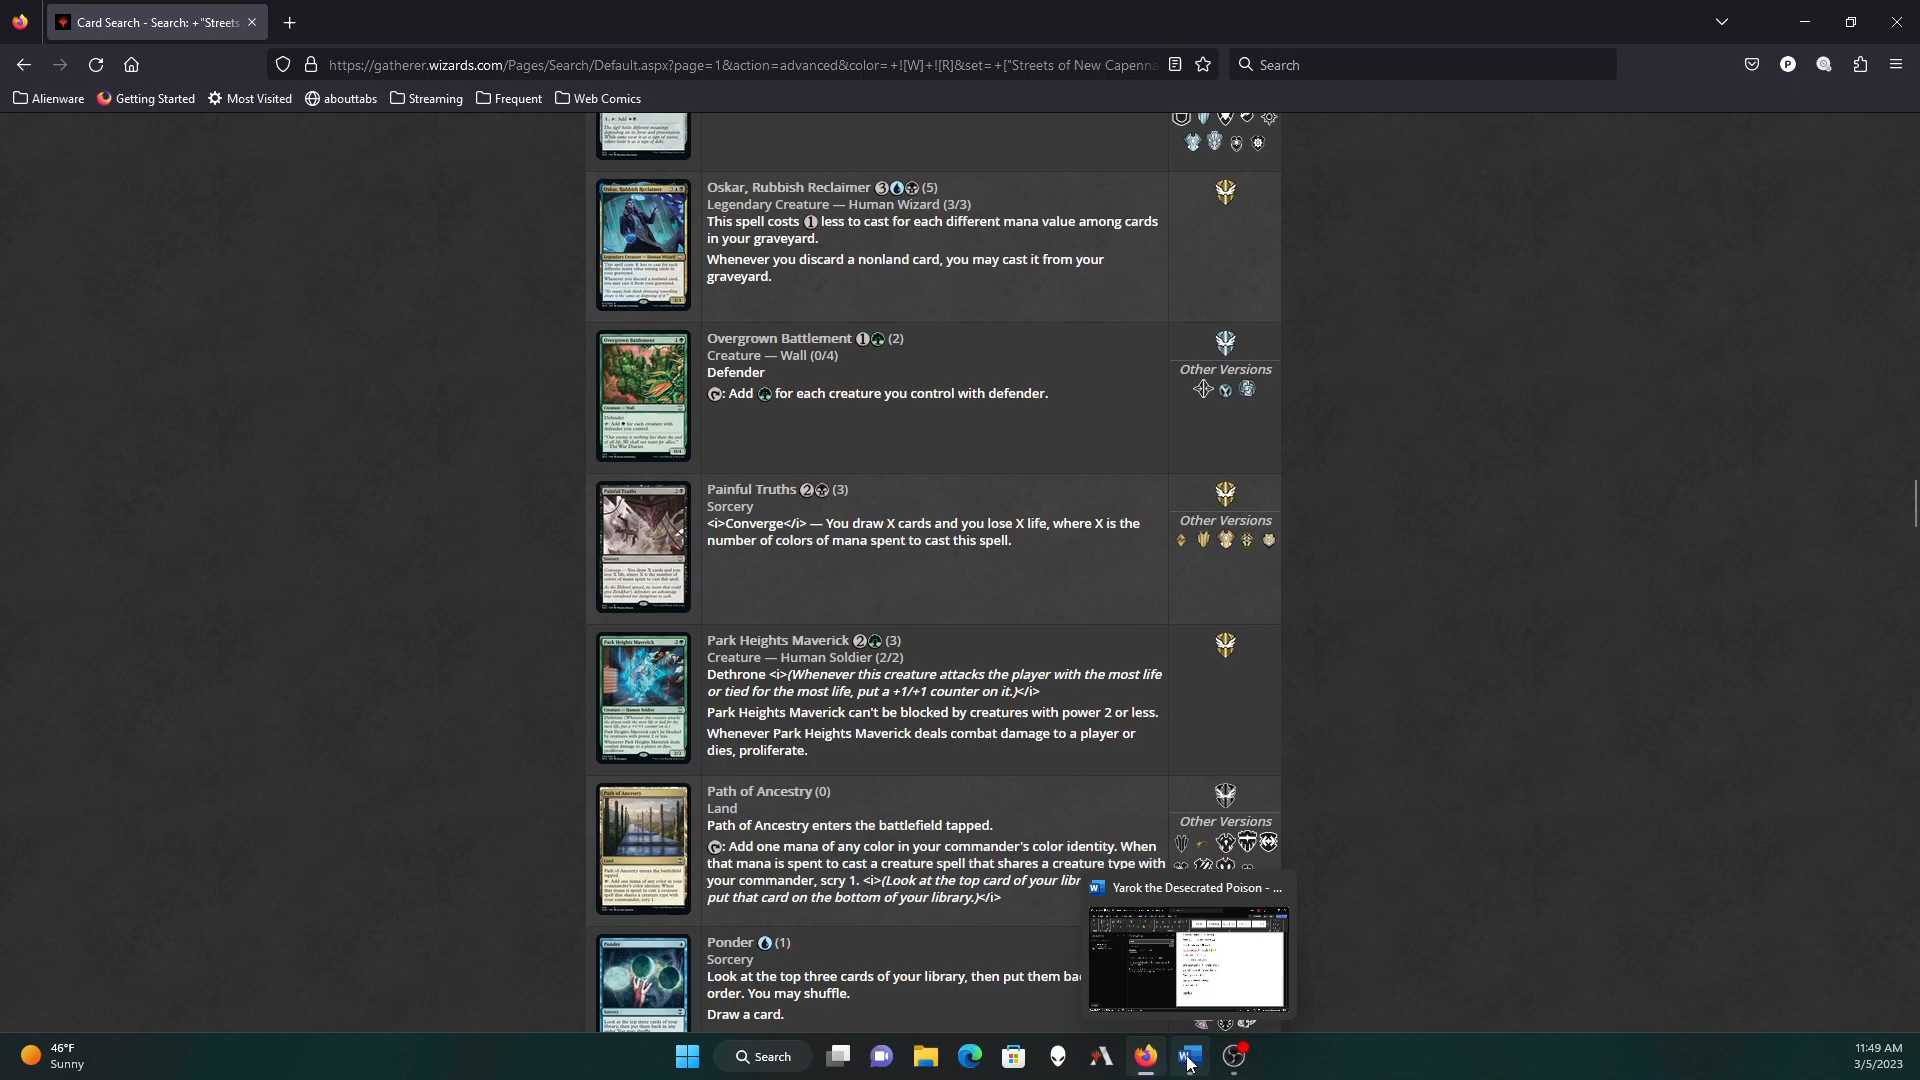 Card Search - Search: +"Streets
https://gatherer.wizards.com/Pages/Search/Default.aspx?page=1&action=advanced&color=+![W]+![R]&set=+["Streets of New Capenna
Search
Alienware
Getting Started
Most Visited
abouttabs
Streaming
Frequent
Web Comics
Oskar, Rubbish Reclaimer 3 (5)
Legendary Creature — Human Wizard (3/3)
This spell costs 1 less to cast for each different mana value among cards
in your graveyard.
Whenever you discard a nonland card, you may cast it from your
graveyard.
Overgrown Battlement 1 (2)
Creature — Wall (0/4)
Defender
: Add for each creature you control with defender.
Other Versions
Painful Truths 2 (3)
Sorcery
<i>Converge</i> — You draw X cards and you lose X life, where X is the
number of colors of mana spent to cast this spell.
Other Versions
Park Heights Maverick 2 (3)
Creature — Human Soldier (2/2)
Dethrone <i>(Whenever this creature attacks the player with the most life
or tied for the most life, put a +1/+1 counter on it.)</i>
Park Heights Maverick can't be blocked by creatures with power 2 or less.
Whenever Park Heights Maverick deals combat damage to a player or
dies, proliferate.
Path of Ancestry (0)
Land
Path of Ancestry enters the battlefield tapped.
: Add one mana of any color in your commander's color identity. When
that mana is spent to cast a creature spell that shares a creature type with
your commander, scry 1. <i>(Look at the top card of your libr
put that card on the bottom of your library.)</i>
Other Versions
Yarok the Desecrated Poison - ...
Ponder (1)
Sorcery
Look at the top three cards of your library, then put them bac
order. You may shuffle.
Draw a card.
46°F
Sunny
Search
11:49 AM
3/5/2023